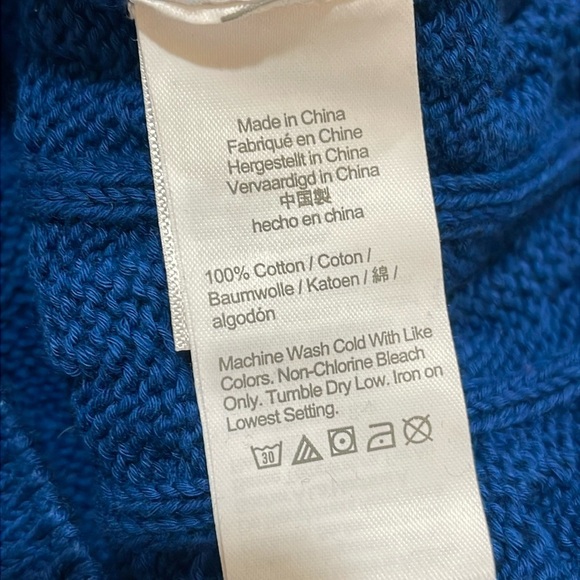 Made in China
Fabriqué en Chine
Hergestellt in China
Vervaardigd in China
中国製
hecho en china
100% Cotton / Coton /
Baumwolle / Katoen / 綿 /
algodón
Machine Wash Cold With Like
Colors. Non-Chlorine Bleach
Only. Tumble Dry Low. Iron on
Lowest Setting.
30